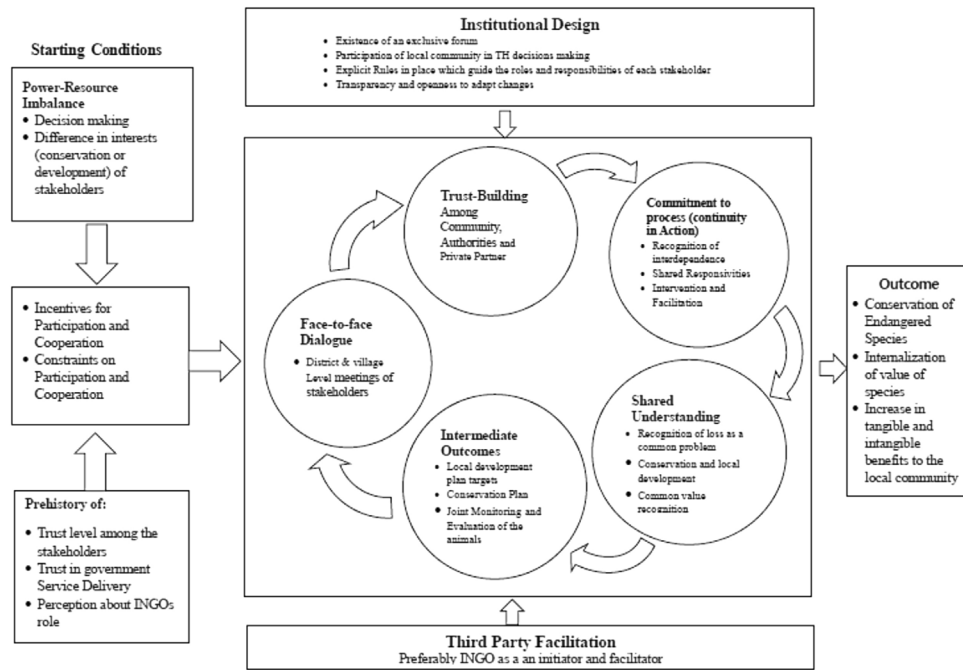 Institutional Design
• Existence of an exclusive forum
• Participation of local community in TH decisions making
• Explicit Rules in place which guide the roles and responsibilities of each stakeholder
• Transparency and openness to adapt changes
Starting Conditions
Power-Resource
Imbalance
• Decision making
• Difference in interests
(conservation or
development) of
stakeholders
• Incentives for
Participation and
Cooperation
• Constraints on
Participation and
Cooperation
Prehistory of:
• Trust level among the
stakeholders
• Trust in government
Service Delivery
• Perception about INGOs
role
Face-to-face
Dialogue
• District & village
Level meetings of
stakeholders
Trust-Building
Among
Community,
Authorities and
Private Partner
Commitment to
process (continuity
in Action)
• Recognition of
interdependence
• Shared Responsivities
• Intervention and
Facilitation
Shared
Understanding
• Recognition of loss as a
common problem
• Conservation and local
development
• Common value
recognition
Intermediate
Outcomes
• Local development
plan targets
• Conservation Plan
• Joint Monitoring and
Evaluation of the
animals
Outcome
• Conservation of
Endangered
Species
• Internalization
of value of
species
• Increase in
tangible and
intangible
benefits to the
local community
Third Party Facilitation
Preferably INGO as a an initiator and facilitator